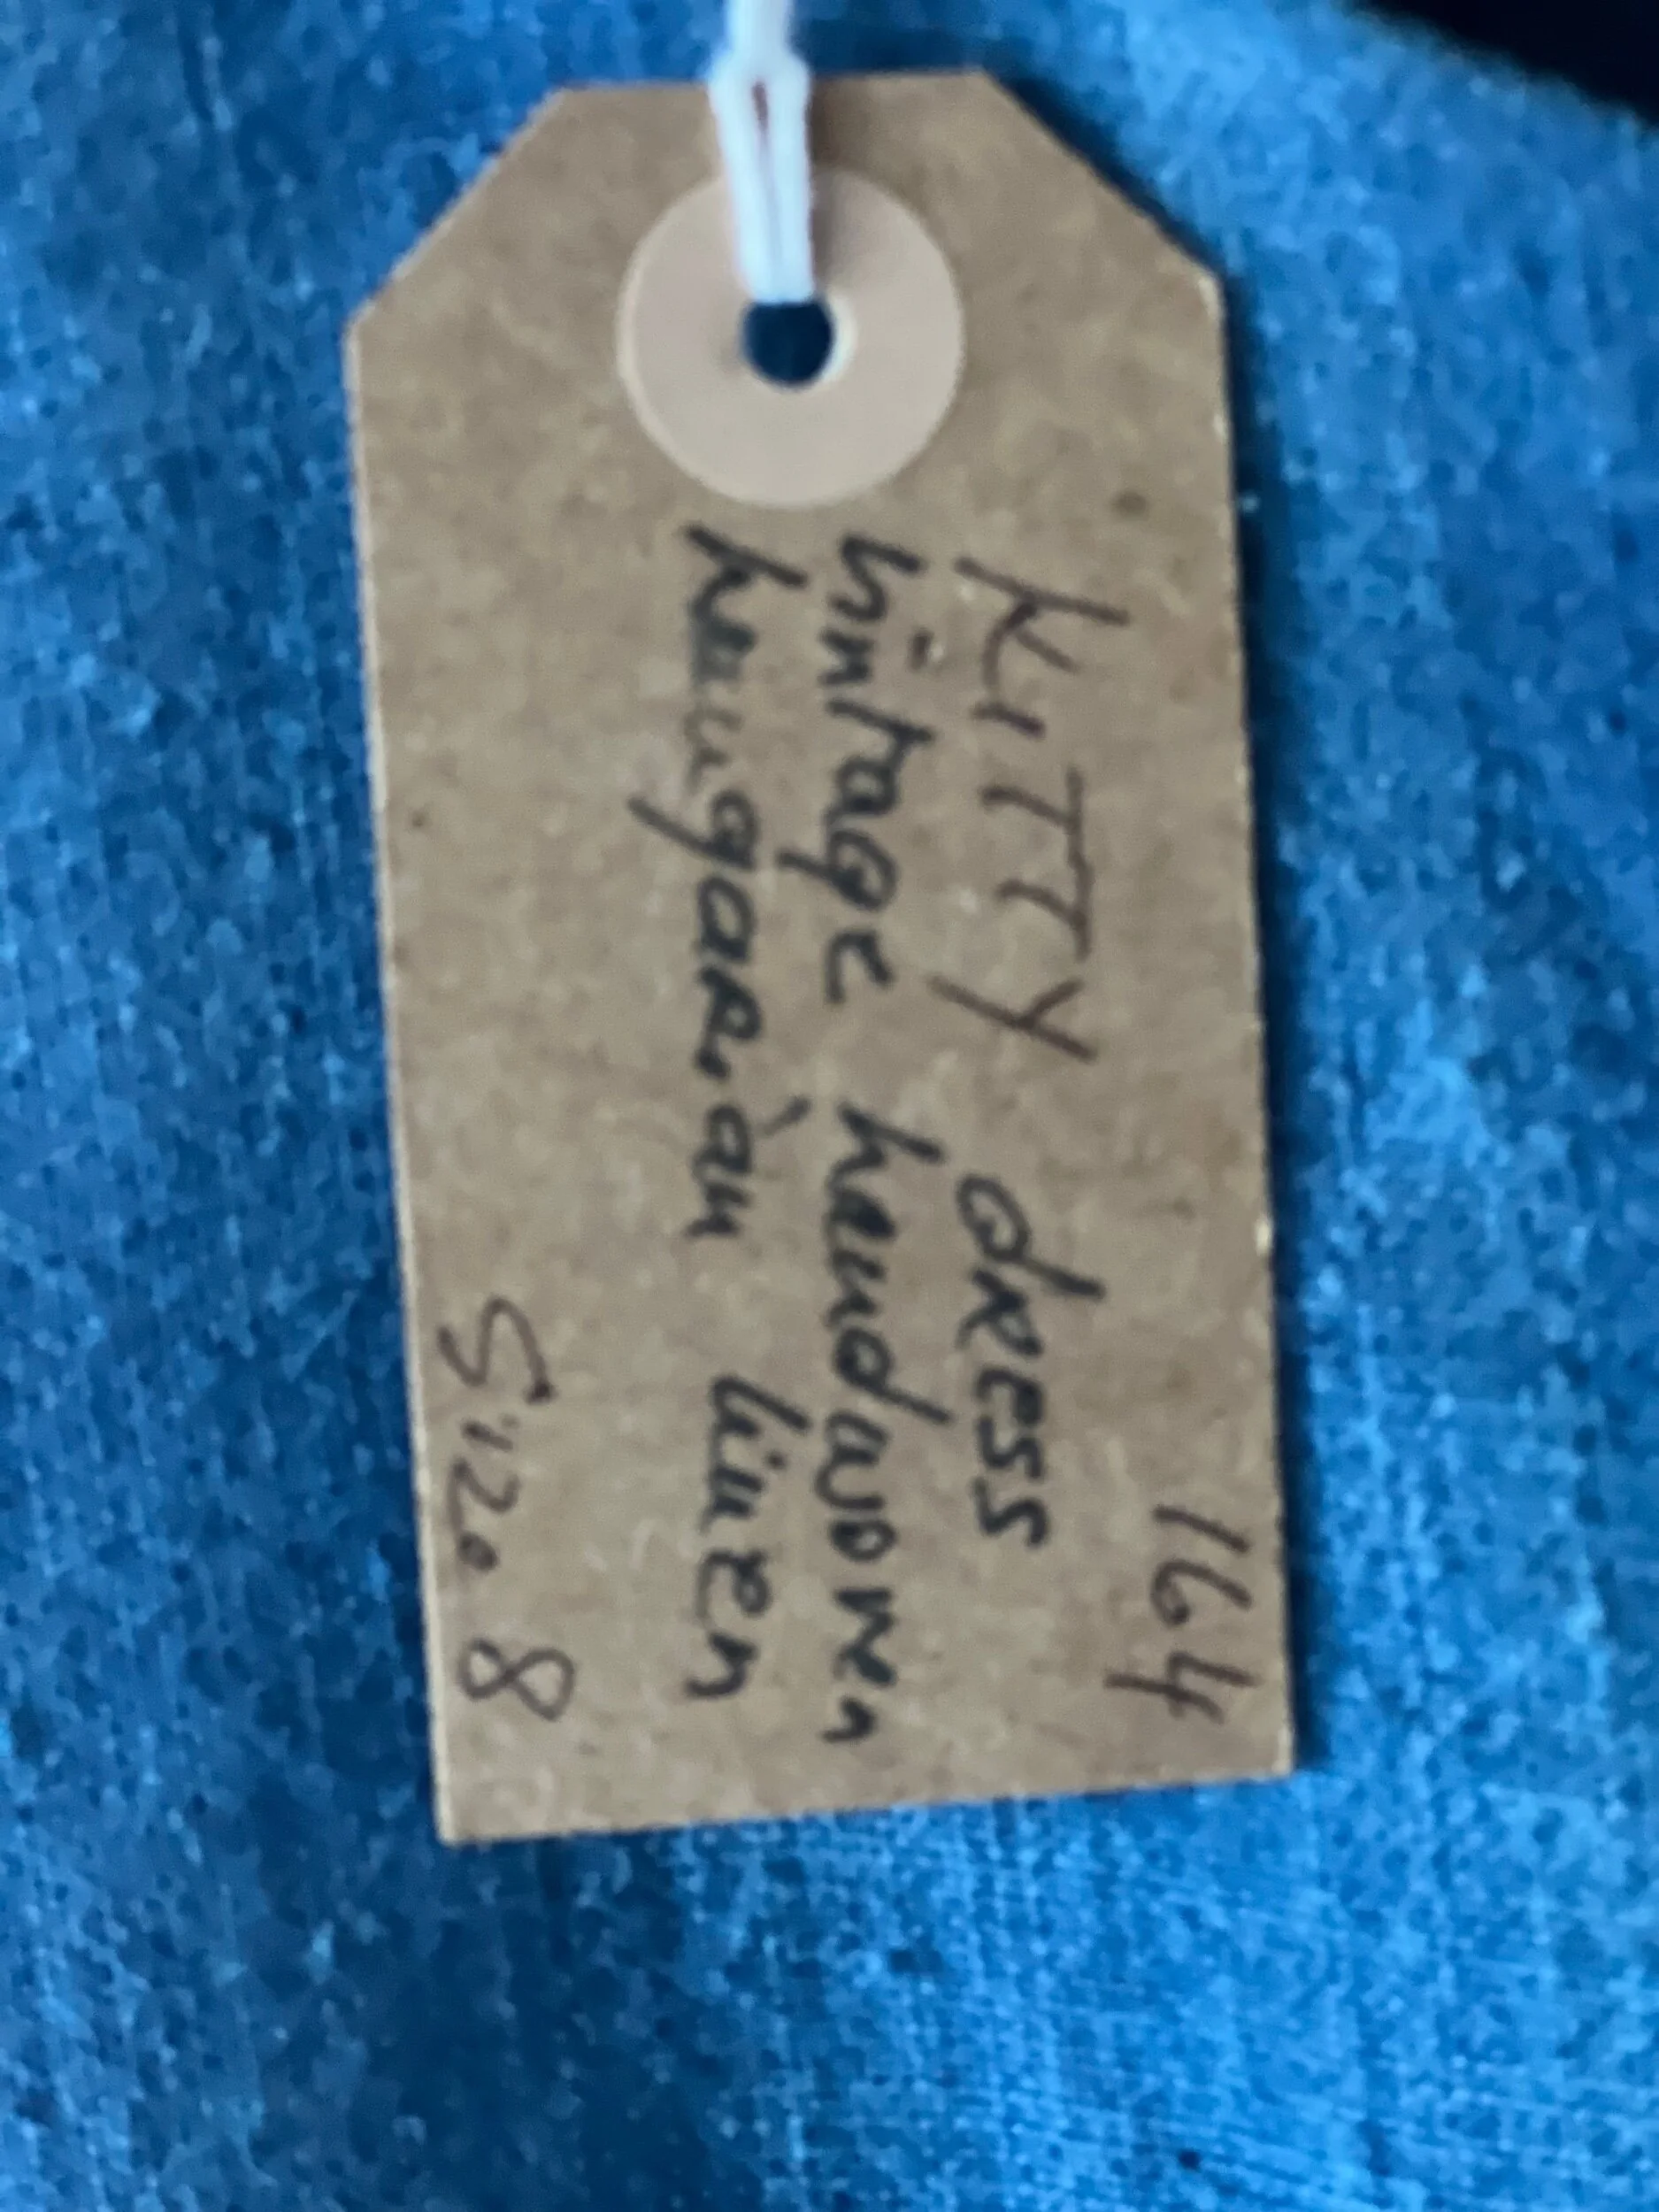 164
KITTY dress
vintage handwoven
hungarian linen
Size 8